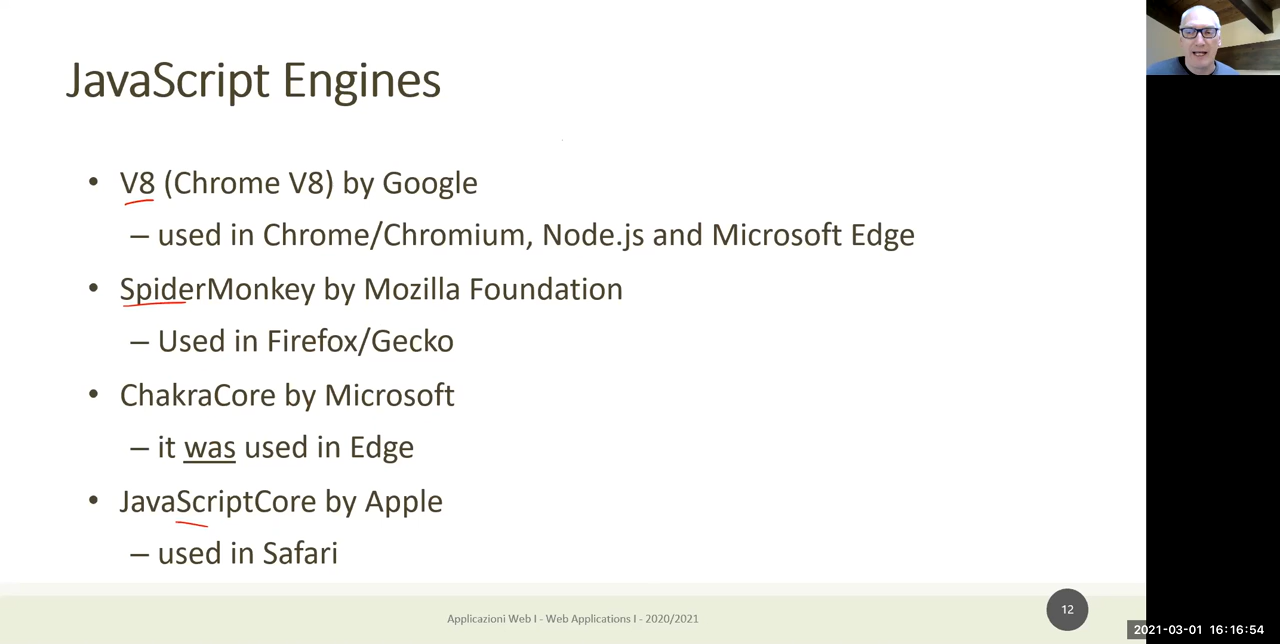 JavaScript Engines
• V8 (Chrome V8) by Google
– used in Chrome/Chromium, Node.js and Microsoft Edge
• SpiderMonkey by Mozilla Foundation
– Used in Firefox/Gecko
• ChakraCore by Microsoft
– it was used in Edge
• JavaScriptCore by Apple
– used in Safari
Applicazioni Web I - Web Applications I - 2020/2021
12
2021-03-01 16:16:54